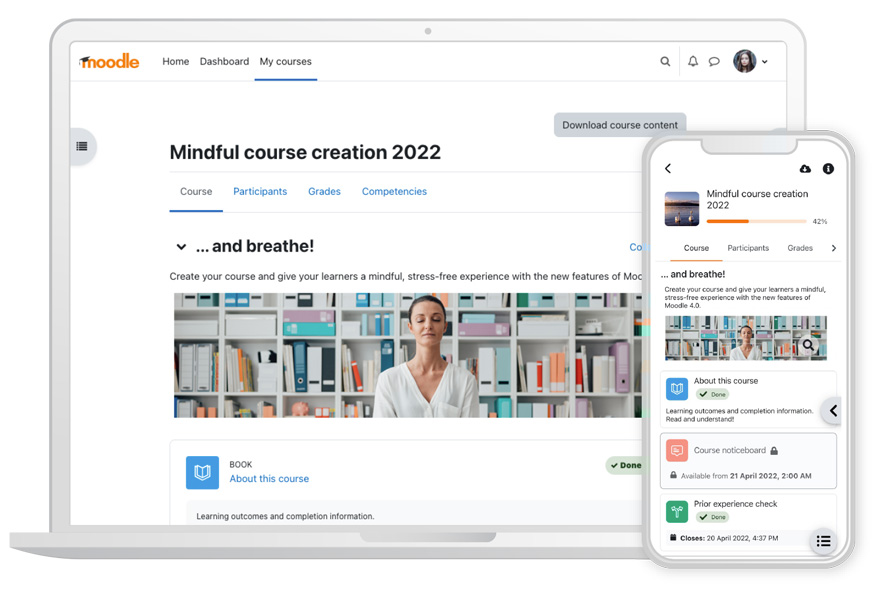 moodle
Home Dashboard My courses
Download course content
Mindful course creation 2022
Course Participants Grades Competencies
... and breathe!
Co
Create your course and give your learners a mindful, stress-free experience with the new features of Moo
BOOK
About this course
Done
Learning outcomes and completion information.
Mindful course creation
2022
42%
Course Participants Grades
... and breathe!
Create your course and give your learners a mindful,
stress-free experience with the new features of
Moodle 4.0.
About this course
Done
Learning outcomes and completion information.
Read and understand!
Course noticeboard
Available from 21 April 2022, 2:00 AM
Prior experience check
Done
Closes: 20 April 2022, 4:37 PM